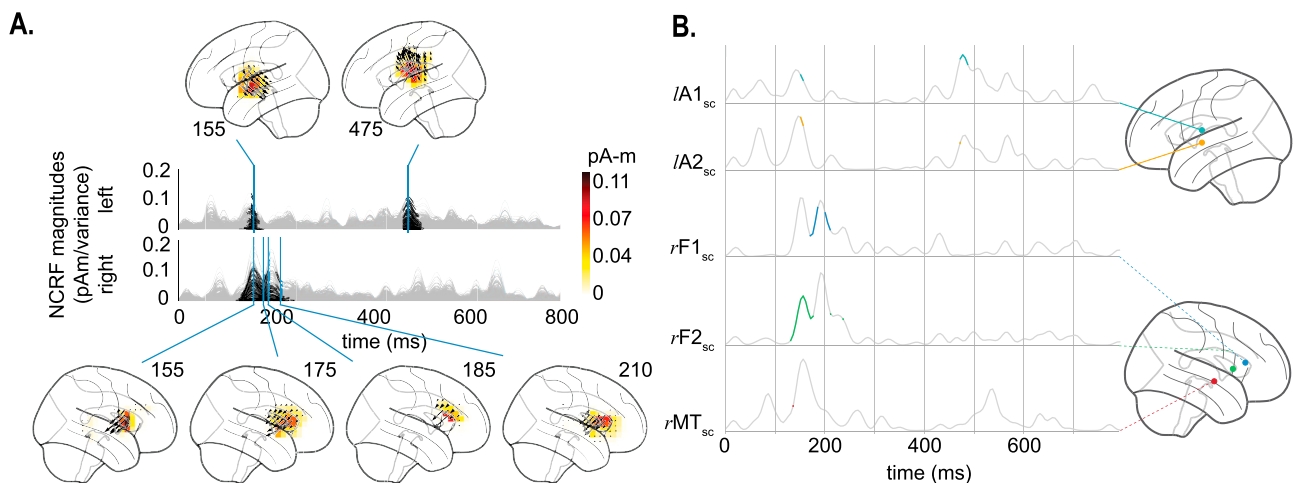 A.
155
475
NCRF magnitudes
(pAm/variance)
left
right
0.2
0.1
0
0.2
0.1
0
0 200 400 600 800
time (ms)
pA-m
0.11
0.07
0.04
0
155
175
185
210
B.
lA1sc
lA2sc
rF1sc
rF2sc
rMTsc
0 200 400 600
time (ms)